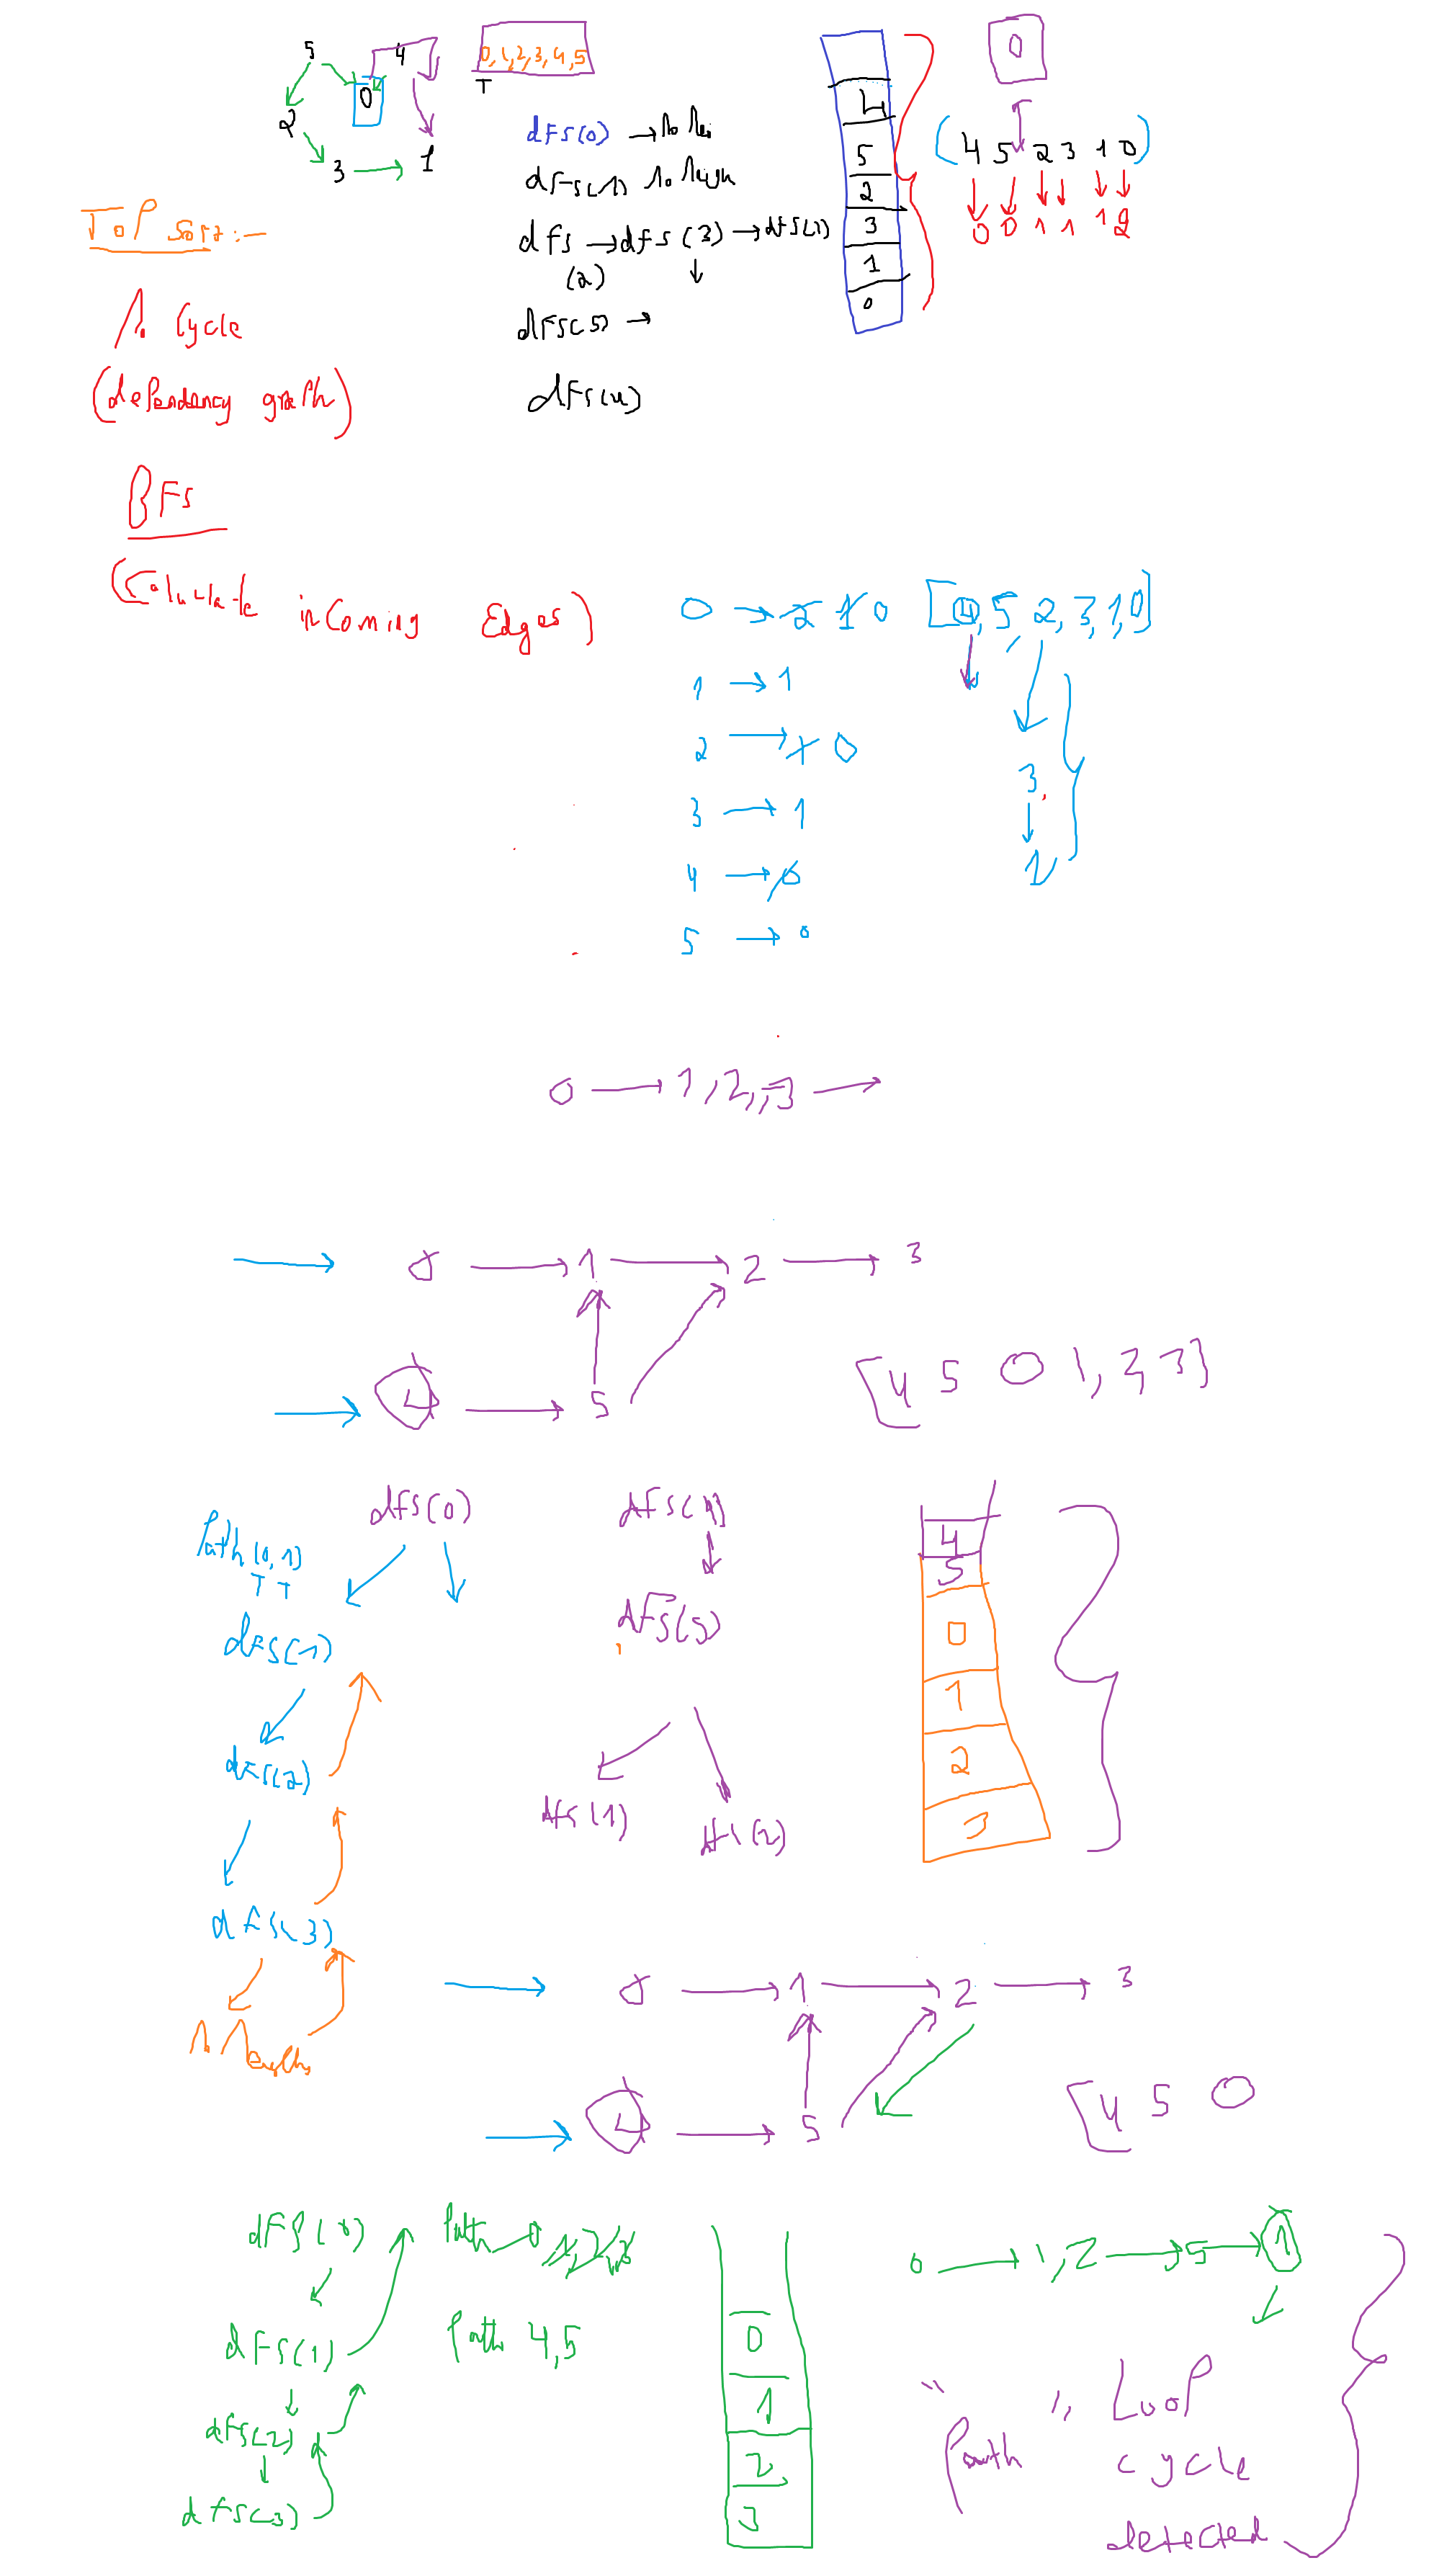 5 4
0
2
3 1
0,1,2,3,4,5
T
dfs(0) → no nei
dfs(1) no neigh
dfs → dfs (3) → dfs(1)
(2)
dfs(5) →
4
5
2
3
1
0
0
(4 5 2 3 1 0)
0 0 1 1 1 2
Top Sort:-
No Cycle
(dependancy graph)
BFS
(Calculate incoming Edges)
0 → 2 1 0 [4, 5, 2, 3, 1, 0]
1 → 1
2 → 1 0
3 → 1
4 → 0
5 → 0
3
1
0 → 1, 2, 3 →
→ 0 → 1 → 2 → 3
→ 4 → 5
[4 5 0 1, 2, 3]
dfs(0)
Path(0,1)
T T
dfs(1)
dfs(2)
dfs(3)
dfs(4)
dfs(5)
dfs(1) dfs(2)
4
5
0
1
2
3
→ 0 → 1 → 2 → 3
→ 4 → 5
[4 5 0
dfs(0)
dfs(1)
dfs(2)
dfs(3)
Path 0 1, 2, 3
Path 4,5
0
1
2
3
0 → 1, 2 → 5 → 1
" Path " Loop
cycle
detected